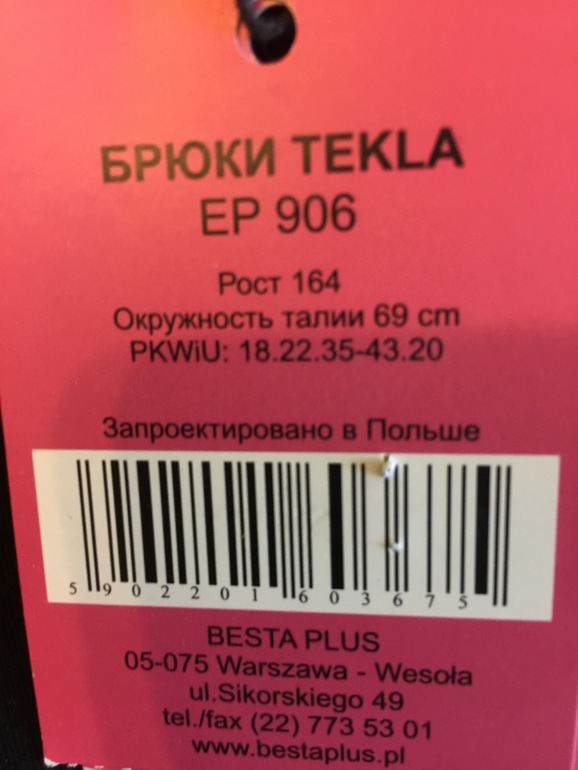 БРЮКИ TEKLA
EP 906
Рост 164
Окружность талии 69 cm
PKWiU: 18.22.35-43.20
Запроектировано в Польше
5 902201 603675
BESTA PLUS
05-075 Warszawa - Wesoła
ul.Sikorskiego 49
tel./fax (22) 773 53 01
www.bestaplus.pl